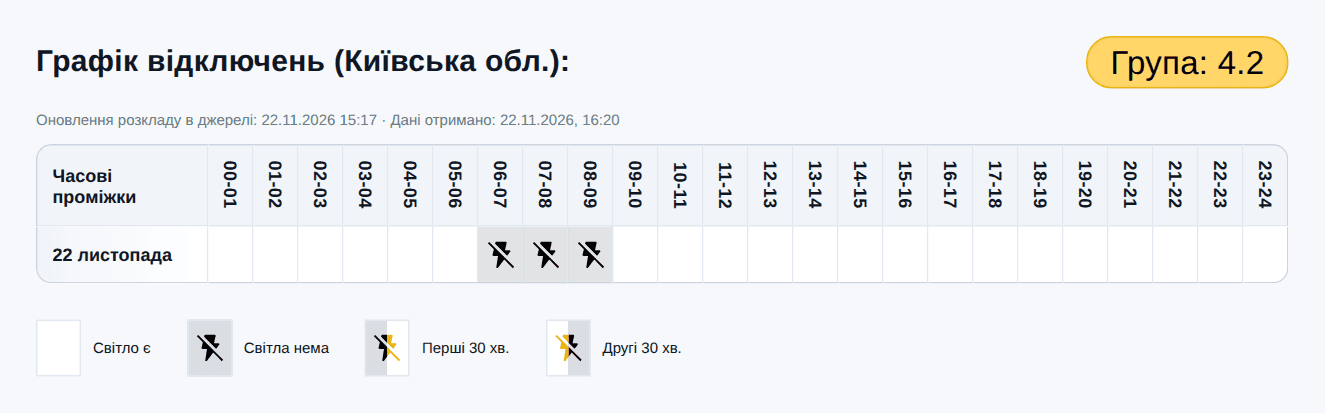 Графік відключень (Київська обл.):
Група: 4.2
Оновлення розкладу в джерелі: 22.11.2026 15:17 · Дані отримано: 22.11.2026, 16:20
Часові
проміжки
00-01
01-02
02-03
03-04
04-05
05-06
06-07
07-08
08-09
09-10
10-11
11-12
12-13
13-14
14-15
15-16
16-17
17-18
18-19
19-20
20-21
21-22
22-23
23-24
22 листопада
Світло є
Світла нема
Перші 30 хв.
Другі 30 хв.